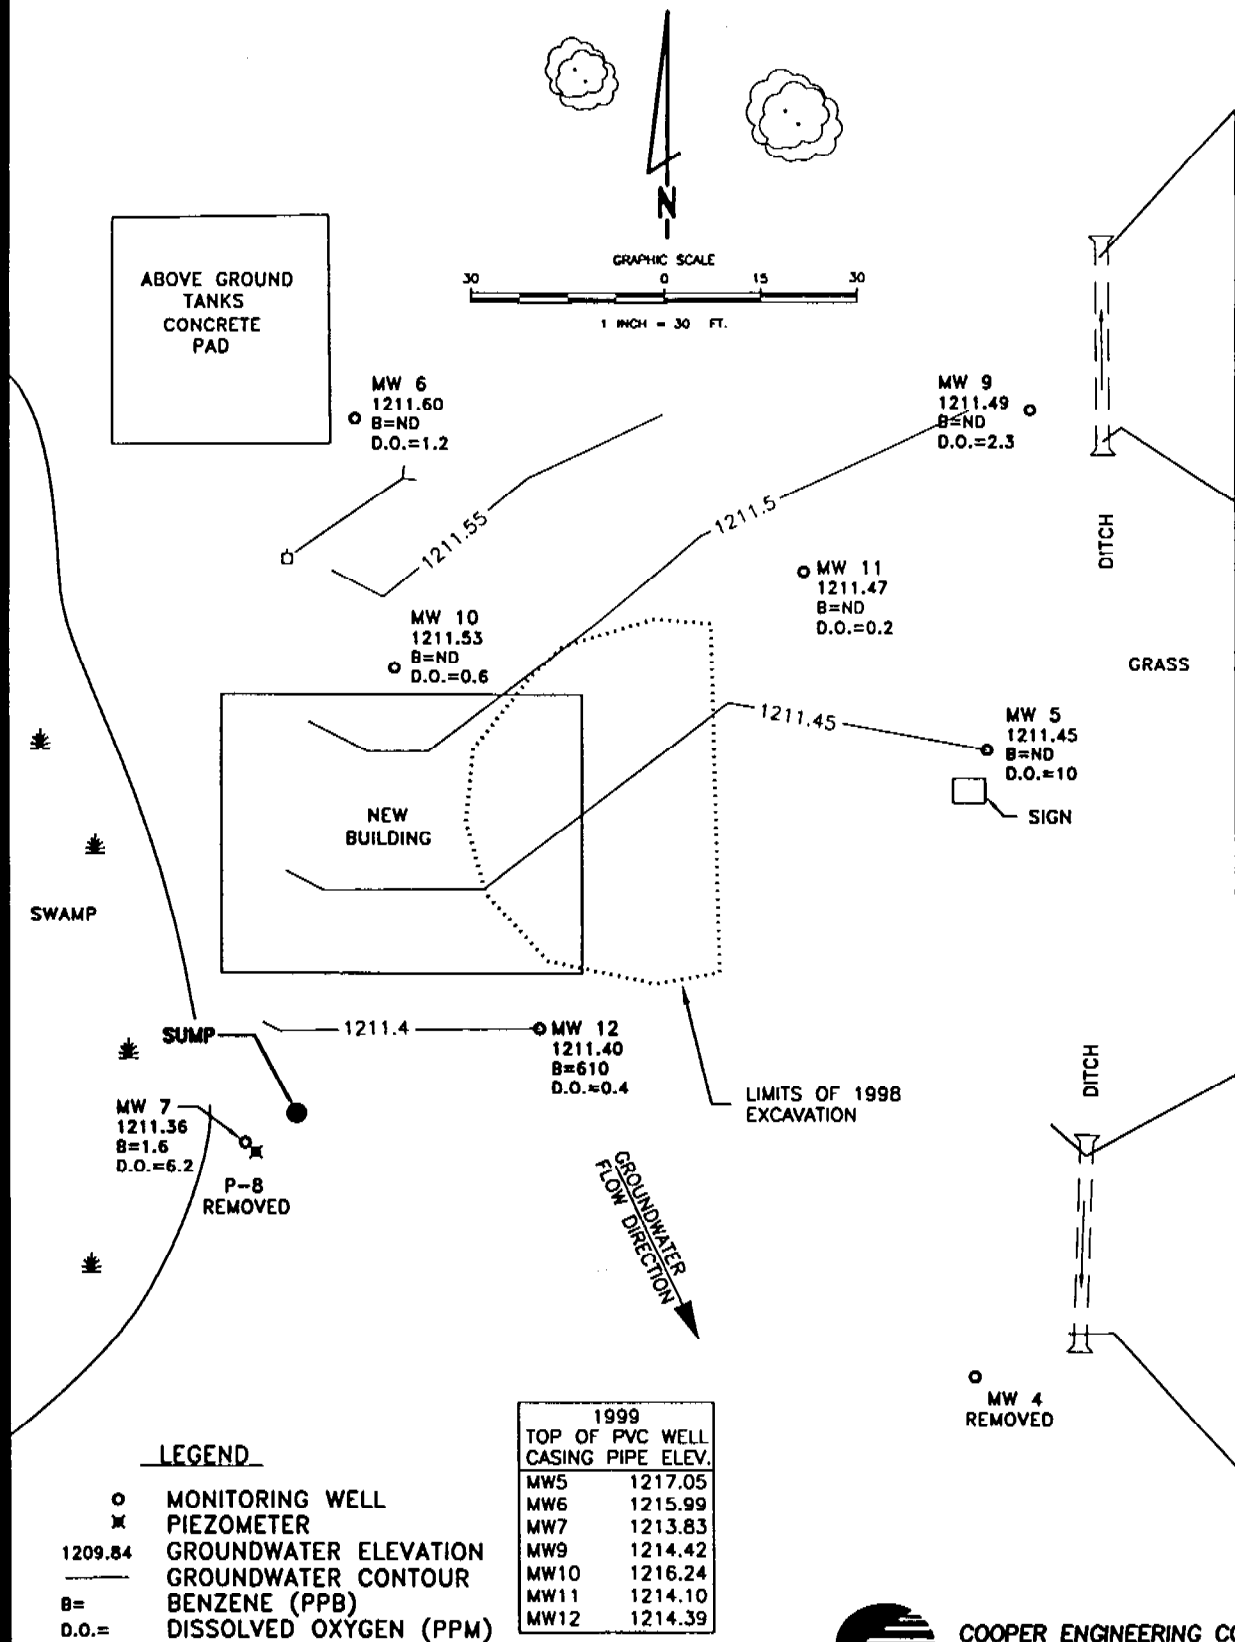 N
GRAPHIC SCALE
30 0 15 30
1 INCH = 30 FT.
ABOVE GROUND
TANKS
CONCRETE
PAD
MW 6
1211.60
B=ND
D.O.=1.2
MW 9
1211.49
B=ND
D.O.=2.3
1211.55
1211.5
DITCH
MW 11
1211.47
B=ND
D.O.=0.2
MW 10
1211.53
B=ND
D.O.=0.6
GRASS
1211.45
MW 5
1211.45
B=ND
D.O.=10
SIGN
NEW
BUILDING
SWAMP
SUMP
1211.4
MW 12
1211.40
B=610
D.O.=0.4
DITCH
LIMITS OF 1998
EXCAVATION
MW 7
1211.36
B=1.6
D.O.=6.2
P-8
REMOVED
GROUNDWATER
FLOW DIRECTION
MW 4
REMOVED
LEGEND
MONITORING WELL
PIEZOMETER
1209.84 GROUNDWATER ELEVATION
GROUNDWATER CONTOUR
B= BENZENE (PPB)
D.O.= DISSOLVED OXYGEN (PPM)
1999
TOP OF PVC WELL
CASING PIPE ELEV.
MW5 1217.05
MW6 1215.99
MW7 1213.83
MW9 1214.42
MW10 1216.24
MW11 1214.10
MW12 1214.39
COOPER ENGINEERING CO